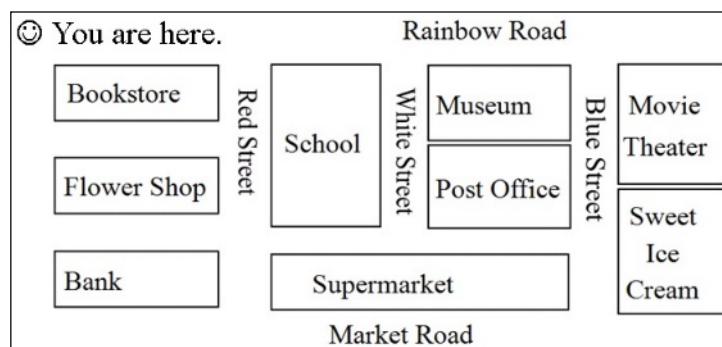 ☺ You are here.
Rainbow Road
Bookstore
Red Street
School
White Street
Museum
Blue Street
Movie
Theater
Flower Shop
Post Office
Sweet
Ice
Cream
Bank
Supermarket
Market Road